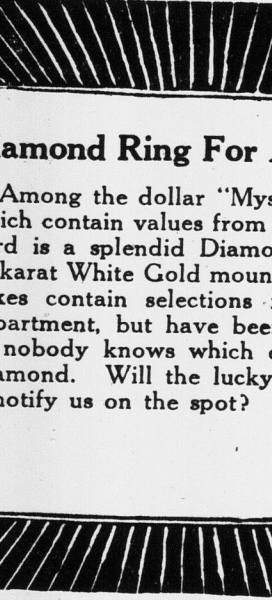 amond Ring For
Among the dollar "Mys
ich contain values from
rd is a splendid Diamo
karat White Gold moun
xes contain selections
partment, but have bee
nobody knows which
amond. Will the lucky
notify us on the spot?